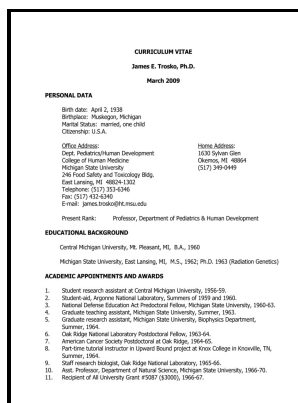 CURRICULUM VITAE
James E. Trosko, Ph.D.
March 2009
PERSONAL DATA
Birth date: April 2, 1938
Birthplace: Muskegon, Michigan
Marital Status: married, one child
Citizenship: U.S.A.
Office Address:
Dept. Pediatrics/Human Development
College of Human Medicine
Michigan State University
246 Food Safety and Toxicology Bldg.
East Lansing, MI 48824-1302
Telephone: (517) 353-6346
Fax: (517) 432-6340
E-mail: james.trosko@ht.msu.edu
Home Address:
1630 Sylvan Glen
Okemos, MI 48864
(517) 349-0449
Present Rank: Professor, Department of Pediatrics & Human Development
EDUCATIONAL BACKGROUND
Central Michigan University, Mt. Pleasant, MI, B.A., 1960
Michigan State University, East Lansing, MI, M.S., 1962; Ph.D. 1963 (Radiation Genetics)
ACADEMIC APPOINTMENTS AND AWARDS
1. Student research assistant at Central Michigan University, 1956-59.
2. Student-aid, Argonne National Laboratory, Summers of 1959 and 1960.
3. National Defense Education Act Predoctoral Fellow, Michigan State University, 1960-63.
4. Graduate teaching assistant, Michigan State University, Summer, 1963.
5. Graduate research assistant, Michigan State University, Biophysics Department,
Summer, 1964.
6. Oak Ridge National Laboratory Postdoctoral Fellow, 1963-64.
7. American Cancer Society Postdoctoral at Oak Ridge, 1964-65.
8. Part-time tutorial instructor in Upward Bound project at Knox College in Knoxville, TN,
Summer, 1964.
9. Staff research biologist, Oak Ridge National Laboratory, 1965-66.
10. Asst. Professor, Department of Natural Science, Michigan State University, 1966-70.
11. Recipient of All University Grant #5087 ($3000), 1966-67.